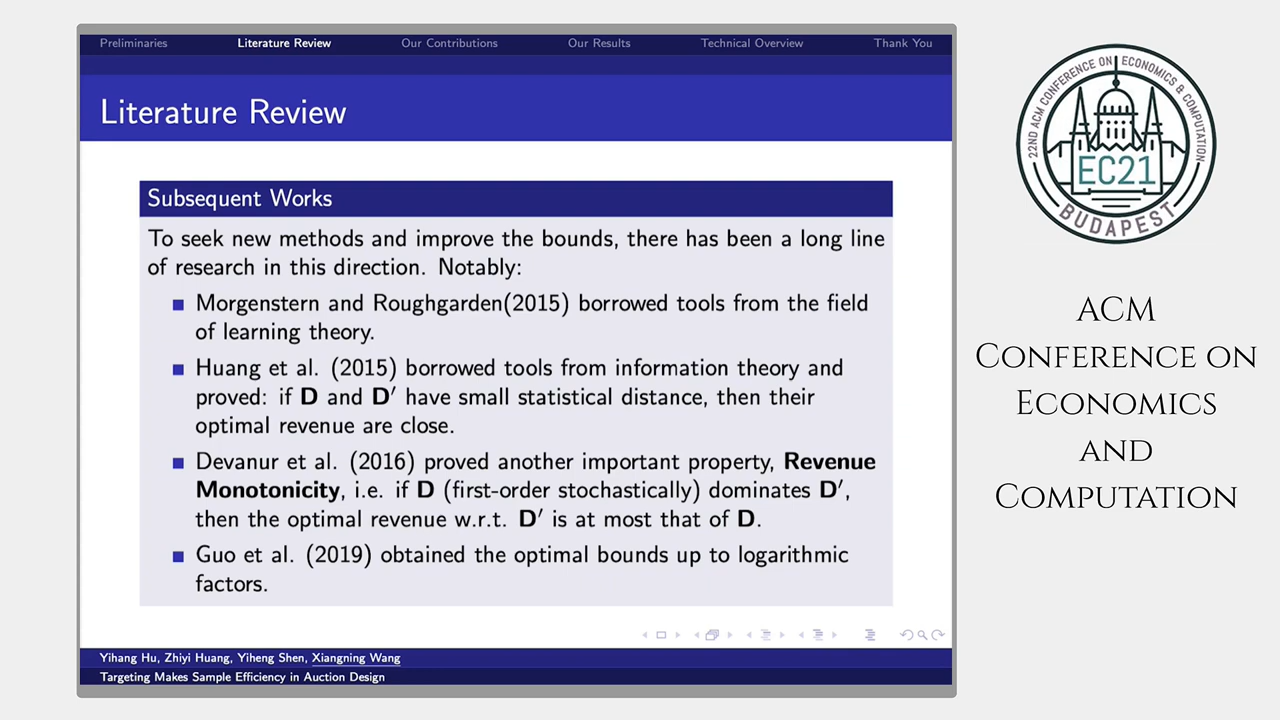 Preliminaries Literature Review Our Contributions Our Results Technical Overview Thank You
Literature Review
Subsequent Works
To seek new methods and improve the bounds, there has been a long line
of research in this direction. Notably:
Morgenstern and Roughgarden(2015) borrowed tools from the field
of learning theory.
Huang et al. (2015) borrowed tools from information theory and
proved: if D and D′ have small statistical distance, then their
optimal revenue are close.
Devanur et al. (2016) proved another important property, Revenue
Monotonicity, i.e. if D (first-order stochastically) dominates D′,
then the optimal revenue w.r.t. D′ is at most that of D.
Guo et al. (2019) obtained the optimal bounds up to logarithmic
factors.
Yihang Hu, Zhiyi Huang, Yiheng Shen, Xiangning Wang
Targeting Makes Sample Efficiency in Auction Design
22ND ACM CONFERENCE ON ECONOMICS & COMPUTATION
EC21
BUDAPEST
ACM
Conference on
Economics
and
Computation